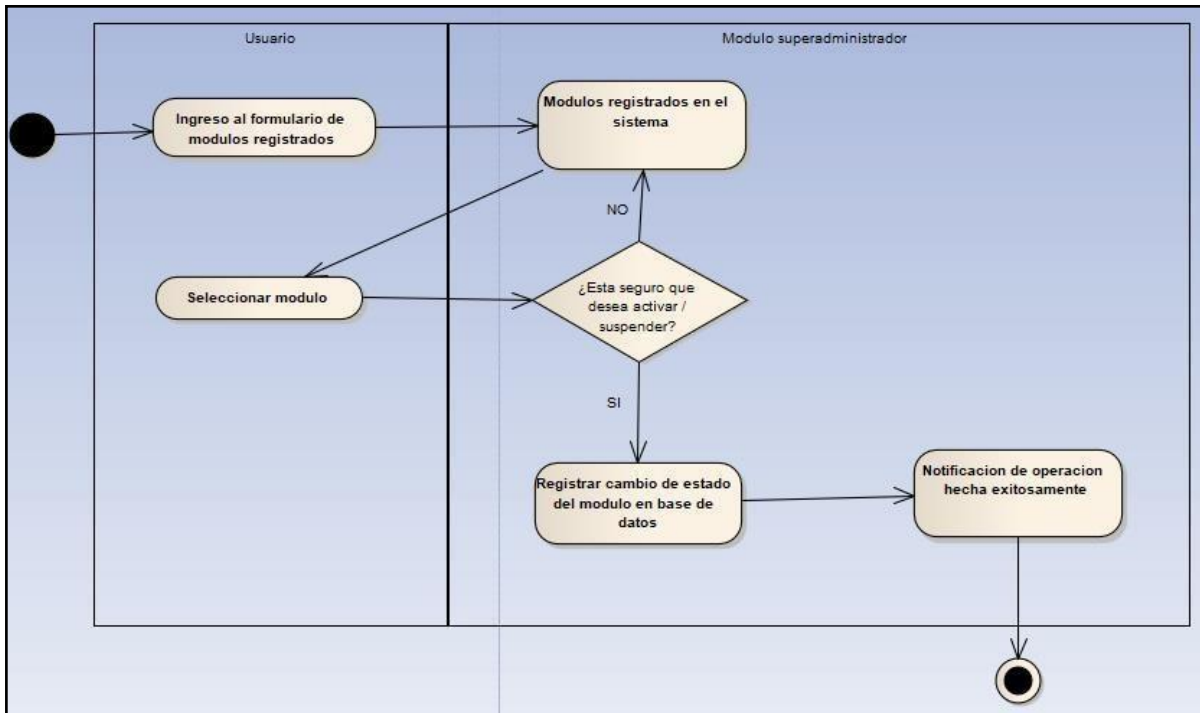 Usuario
Modulo superadministrador
Ingreso al formulario de
modulos registrados
Modulos registrados en el
sistema
NO
Seleccionar modulo
¿Esta seguro que
desea activar /
suspender?
SI
Registrar cambio de estado
del modulo en base de
datos
Notificacion de operacion
hecha exitosamente